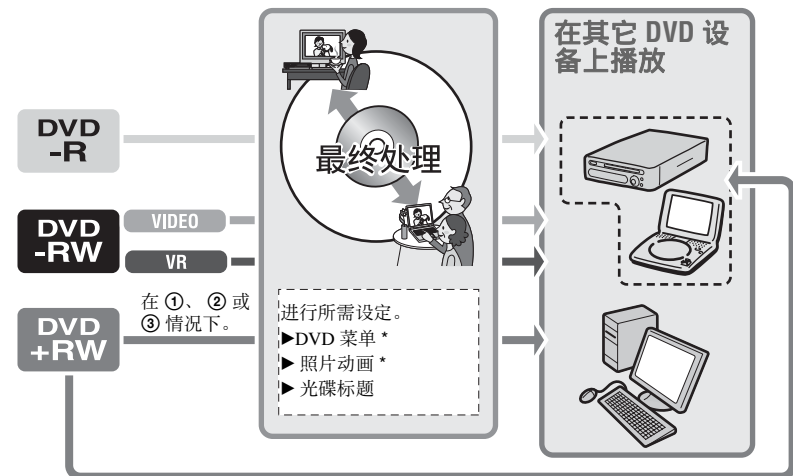 DVD
-R
DVD
-RW
VIDEO
VR
DVD
+RW
在 ①、 ② 或
③ 情况下。
最终处理
进行所需设定。
▶DVD 菜单 *
▶ 照片动画 *
▶ 光碟标题
在其它 DVD 设
备上播放